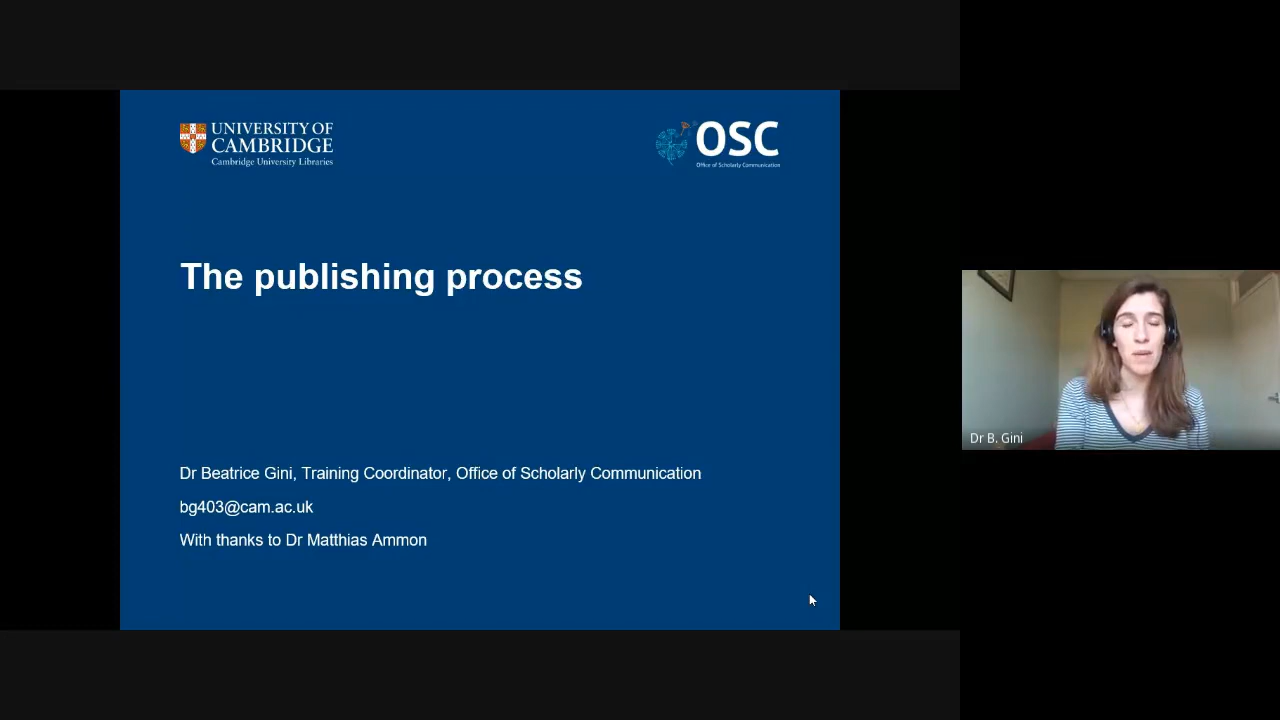 UNIVERSITY OF
CAMBRIDGE
Cambridge University Libraries
OSC
Office of Scholarly Communication
The publishing process
Dr Beatrice Gini, Training Coordinator, Office of Scholarly Communication
bg403@cam.ac.uk
With thanks to Dr Matthias Ammon
Dr B. Gini